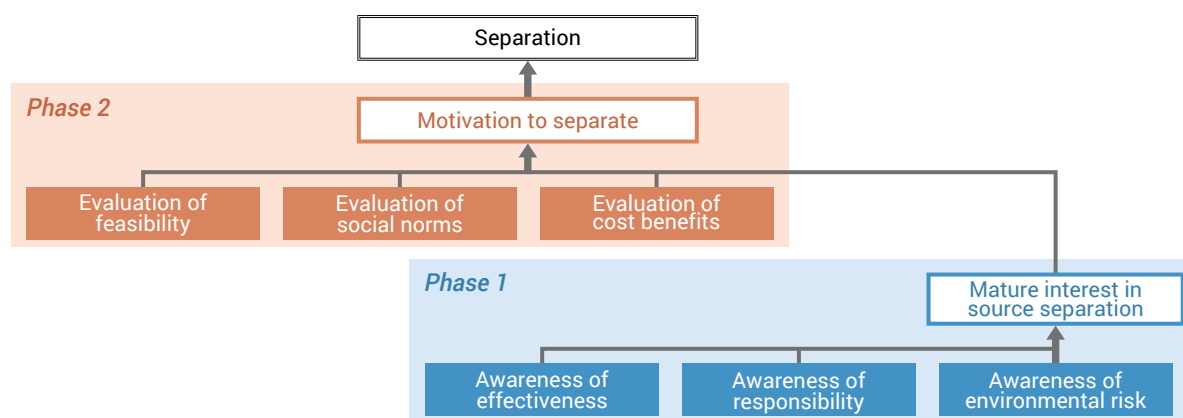 Separation
Phase 2
Motivation to separate
Evaluation of
feasibility
Evaluation of
social norms
Evaluation of
cost benefits
Phase 1
Mature interest in
source separation
Awareness of
effectiveness
Awareness of
responsibility
Awareness of
environmental risk